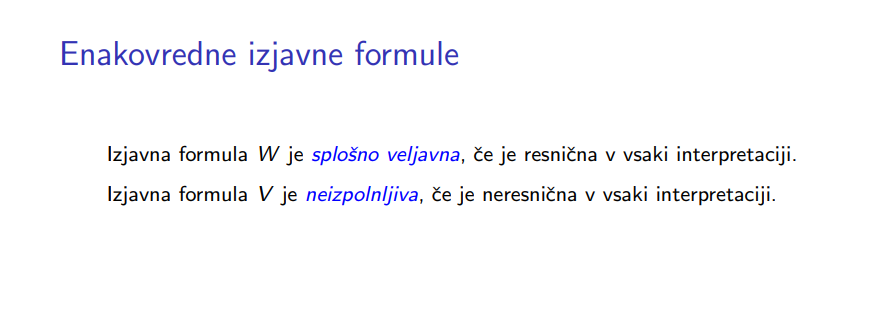 Enakovredne izjavne formule
Izjavna formula W je splošno veljavna, če je resnična v vsaki interpretaciji.
Izjavna formula V je neizpolnljiva, če je neresnična v vsaki interpretaciji.